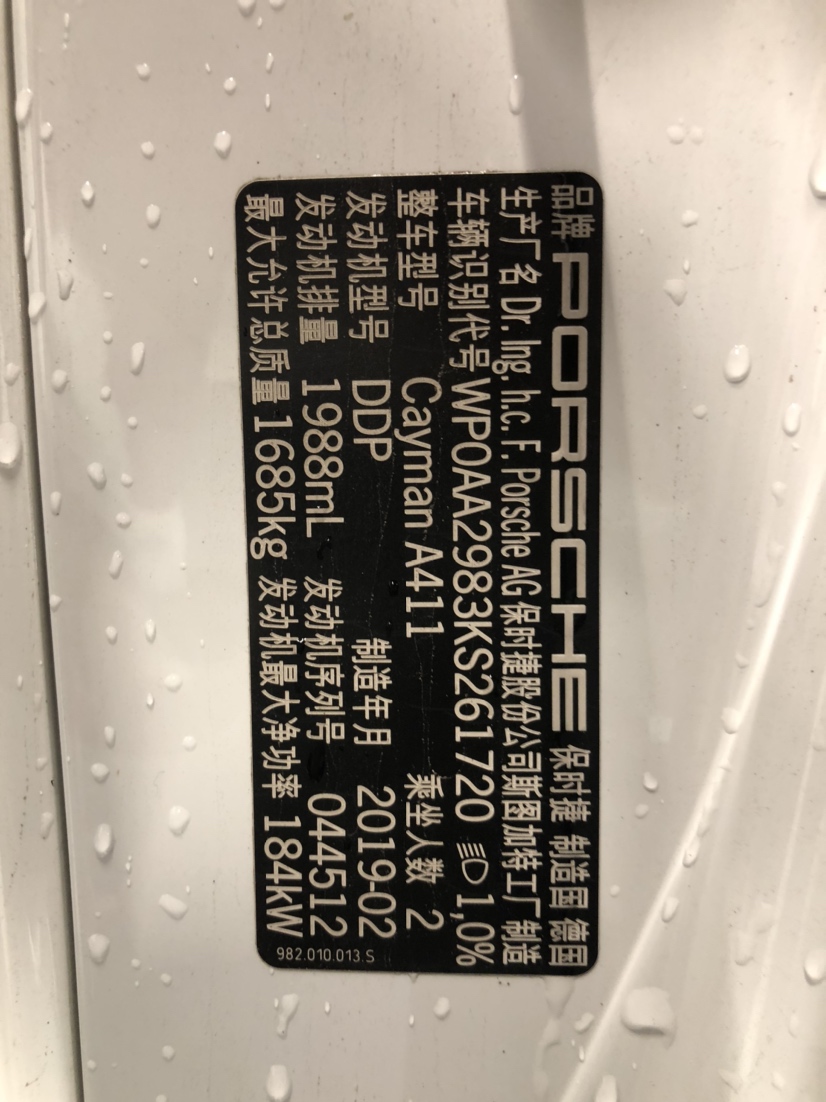 品牌 PORSCHE 保时捷 制造国 德国
生产厂名 Dr. Ing. h.c. F. Porsche AG 保时捷股份公司斯图加特工厂 制造
车辆识别代号 WP0AA2983KS261720 1,0%
整车型号 Cayman A411 乘坐人数 2
发动机型号 DDP 制造年月 2019-02
发动机排量 1988mL 发动机序列号 044512
最大允许总质量 1685kg 发动机最大净功率 184kW
982.010.013.S